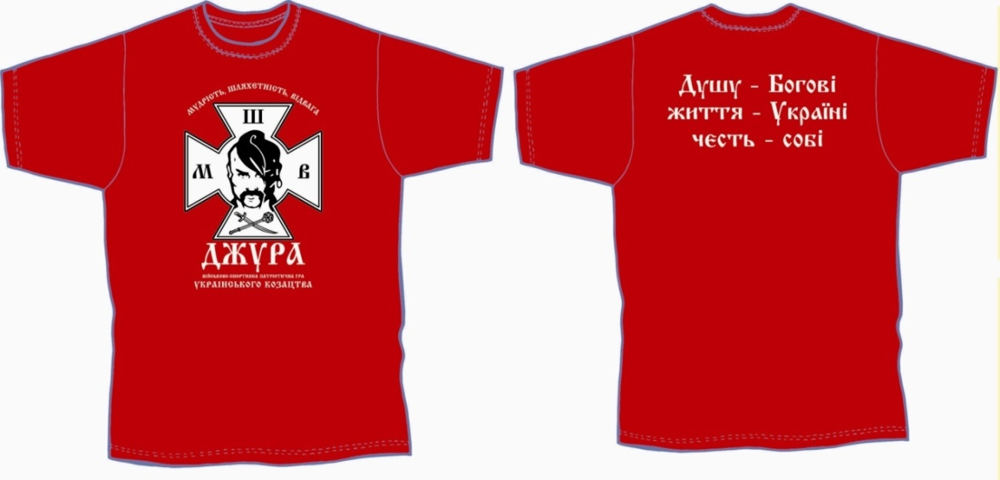 МУДРІСТЬ, ШЛЯХЕТНІСТЬ, ВІДВАГА
Ш
М В
ДЖУРА
ВІЙСЬКОВО-СПОРТИВНА ПАТРІОТИЧНА ГРА
УКРАЇНСЬКОГО КОЗАЦТВА
Душу - Богові
життя - Україні
честь - собі